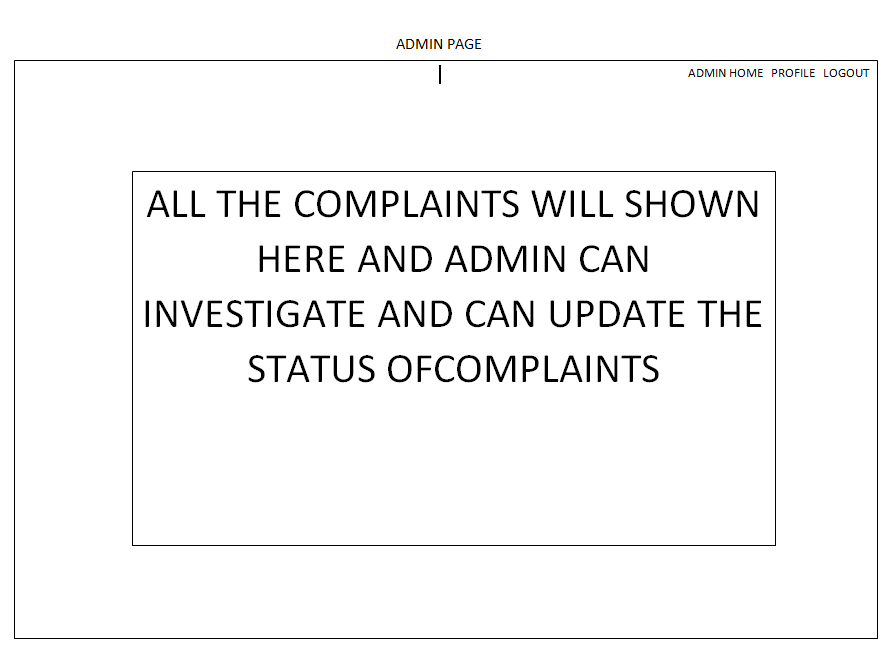 ADMIN PAGE
ADMIN HOME PROFILE LOGOUT
ALL THE COMPLAINTS WILL SHOWN
HERE AND ADMIN CAN
INVESTIGATE AND CAN UPDATE THE
STATUS OFCOMPLAINTS